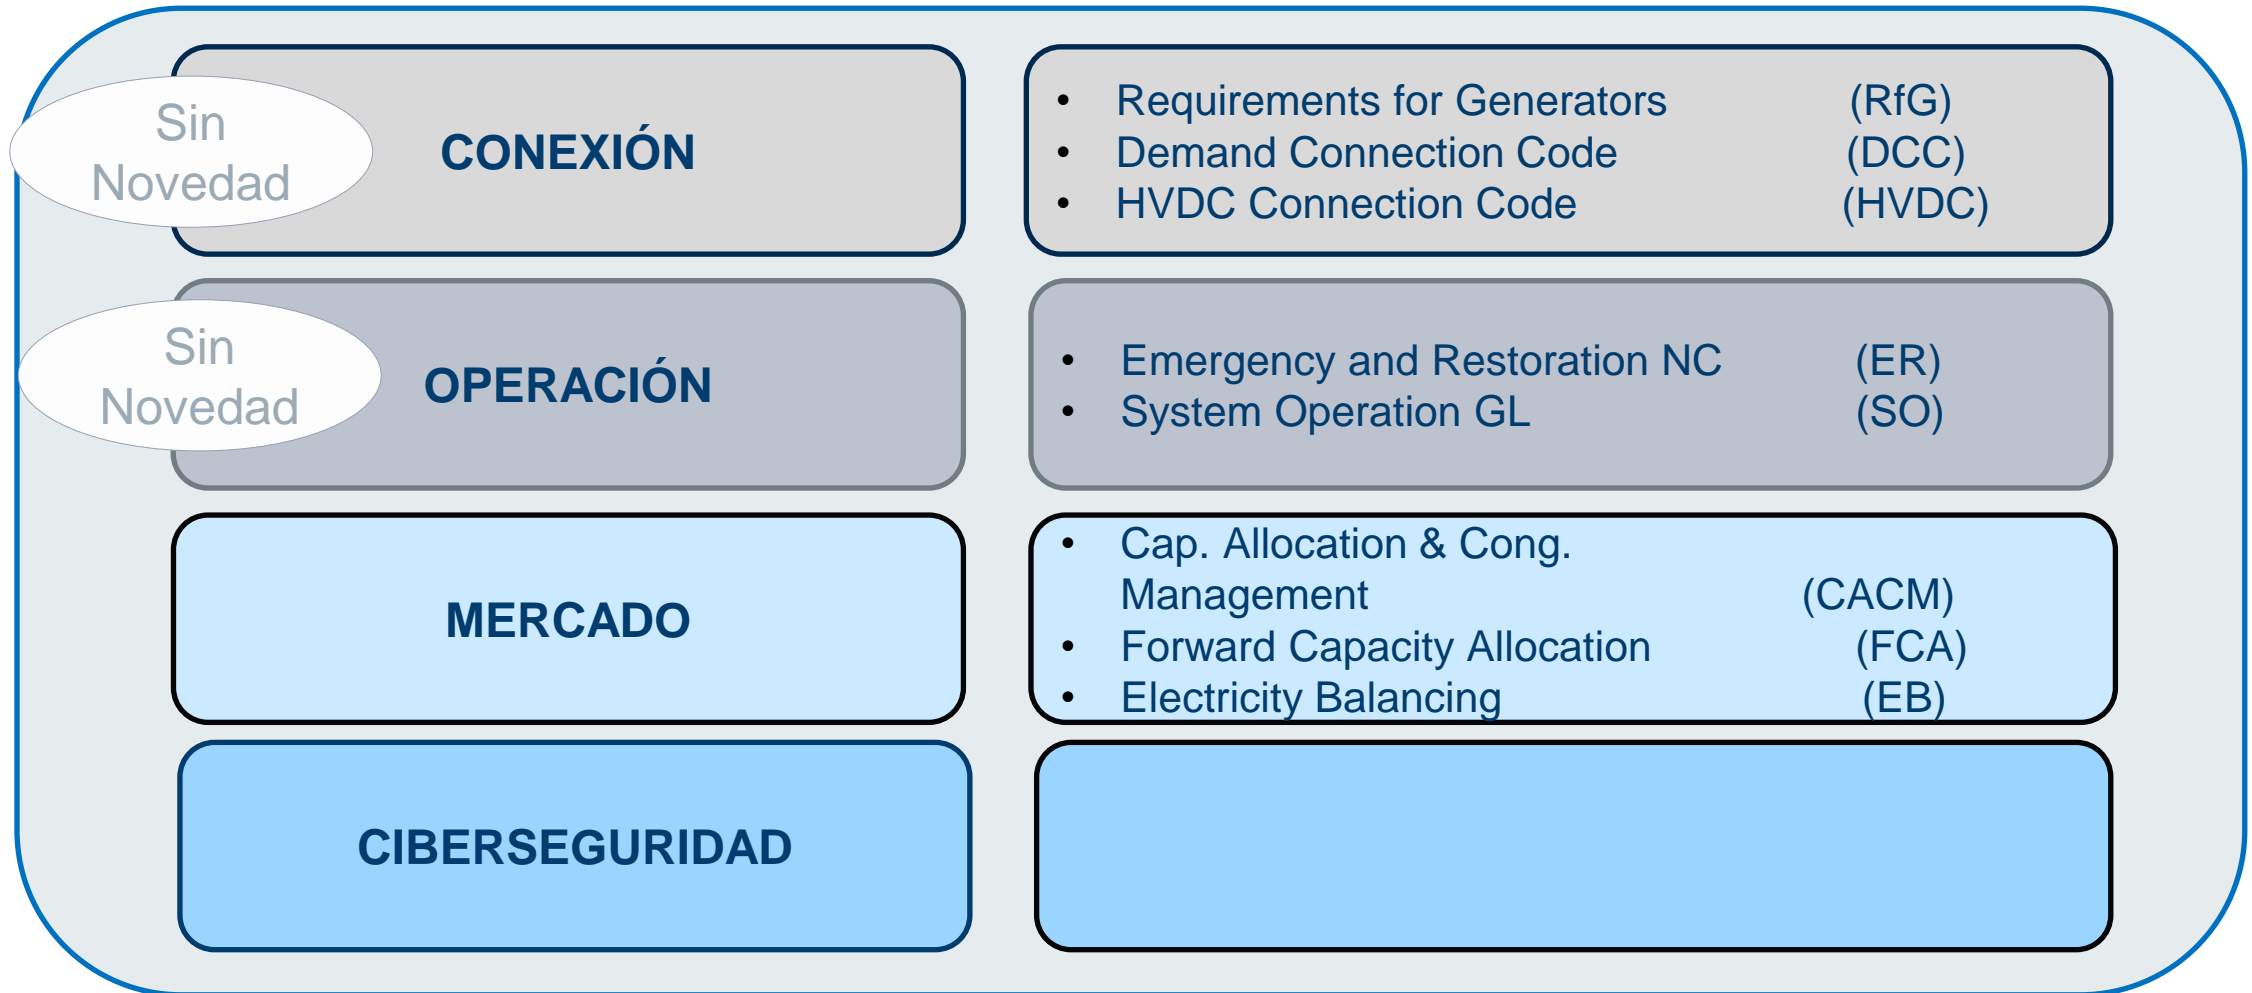 Sin
Novedad
CONEXIÓN
• Requirements for Generators (RfG)
• Demand Connection Code (DCC)
• HVDC Connection Code (HVDC)
Sin
Novedad
OPERACIÓN
• Emergency and Restoration NC (ER)
• System Operation GL (SO)
MERCADO
• Cap. Allocation & Cong.
Management (CACM)
• Forward Capacity Allocation (FCA)
• Electricity Balancing (EB)
CIBERSEGURIDAD